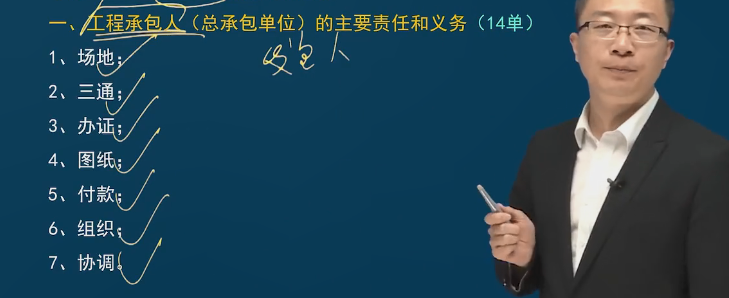 一、工程承包人（总承包单位）的主要责任和义务（14单）
发包人
1、场地；
2、三通；
3、办证；
4、图纸；
5、付款；
6、组织；
7、协调。